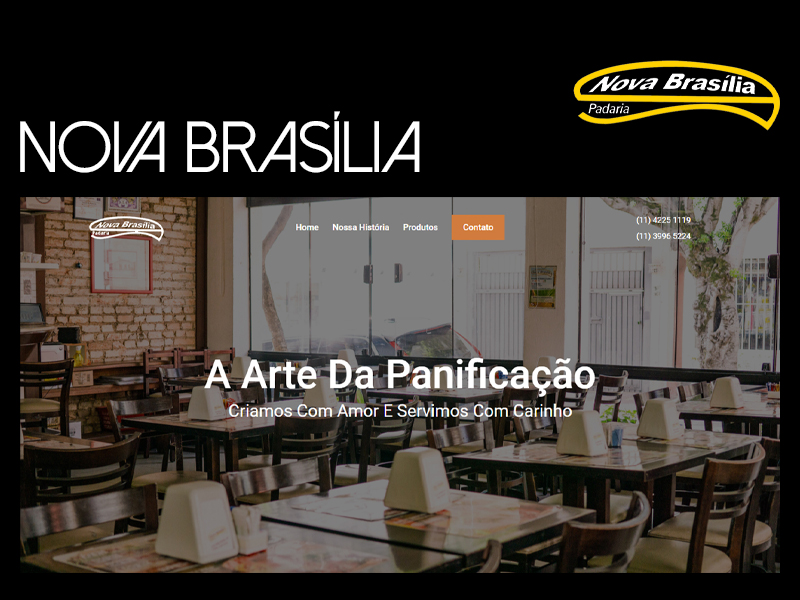 Nova Brasília
Padaria
NOVA BRASÍLIA
Nova Brasília
Padaria
Home Nossa História Produtos Contato
(11) 4225 1119
(11) 3996 5224
A Arte Da Panificação
Criamos Com Amor E Servimos Com Carinho